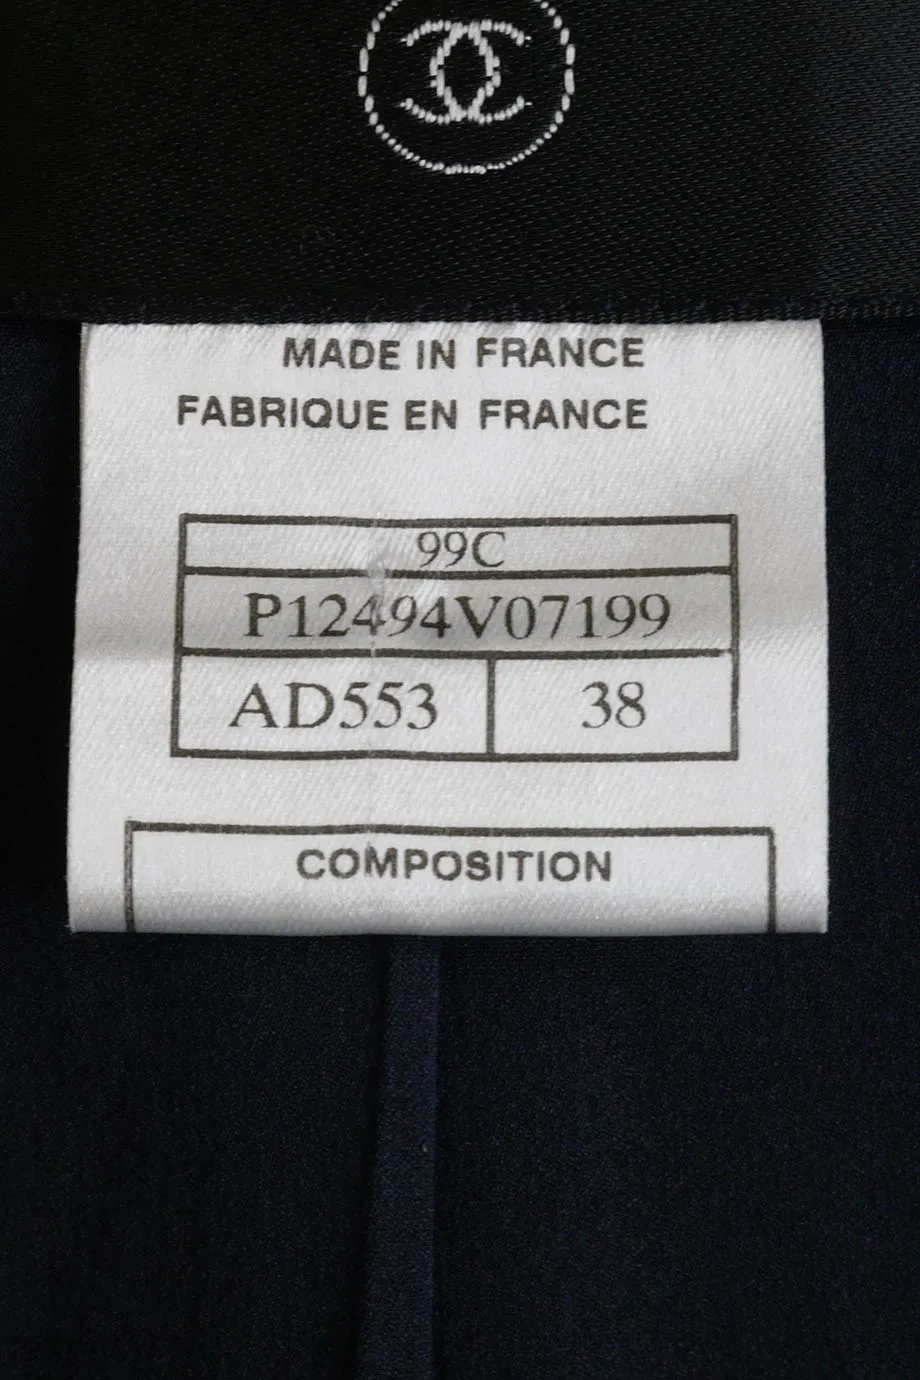 MADE IN FRANCE
FABRIQUE EN FRANCE
99C
P12494V07199
AD553 38
COMPOSITION